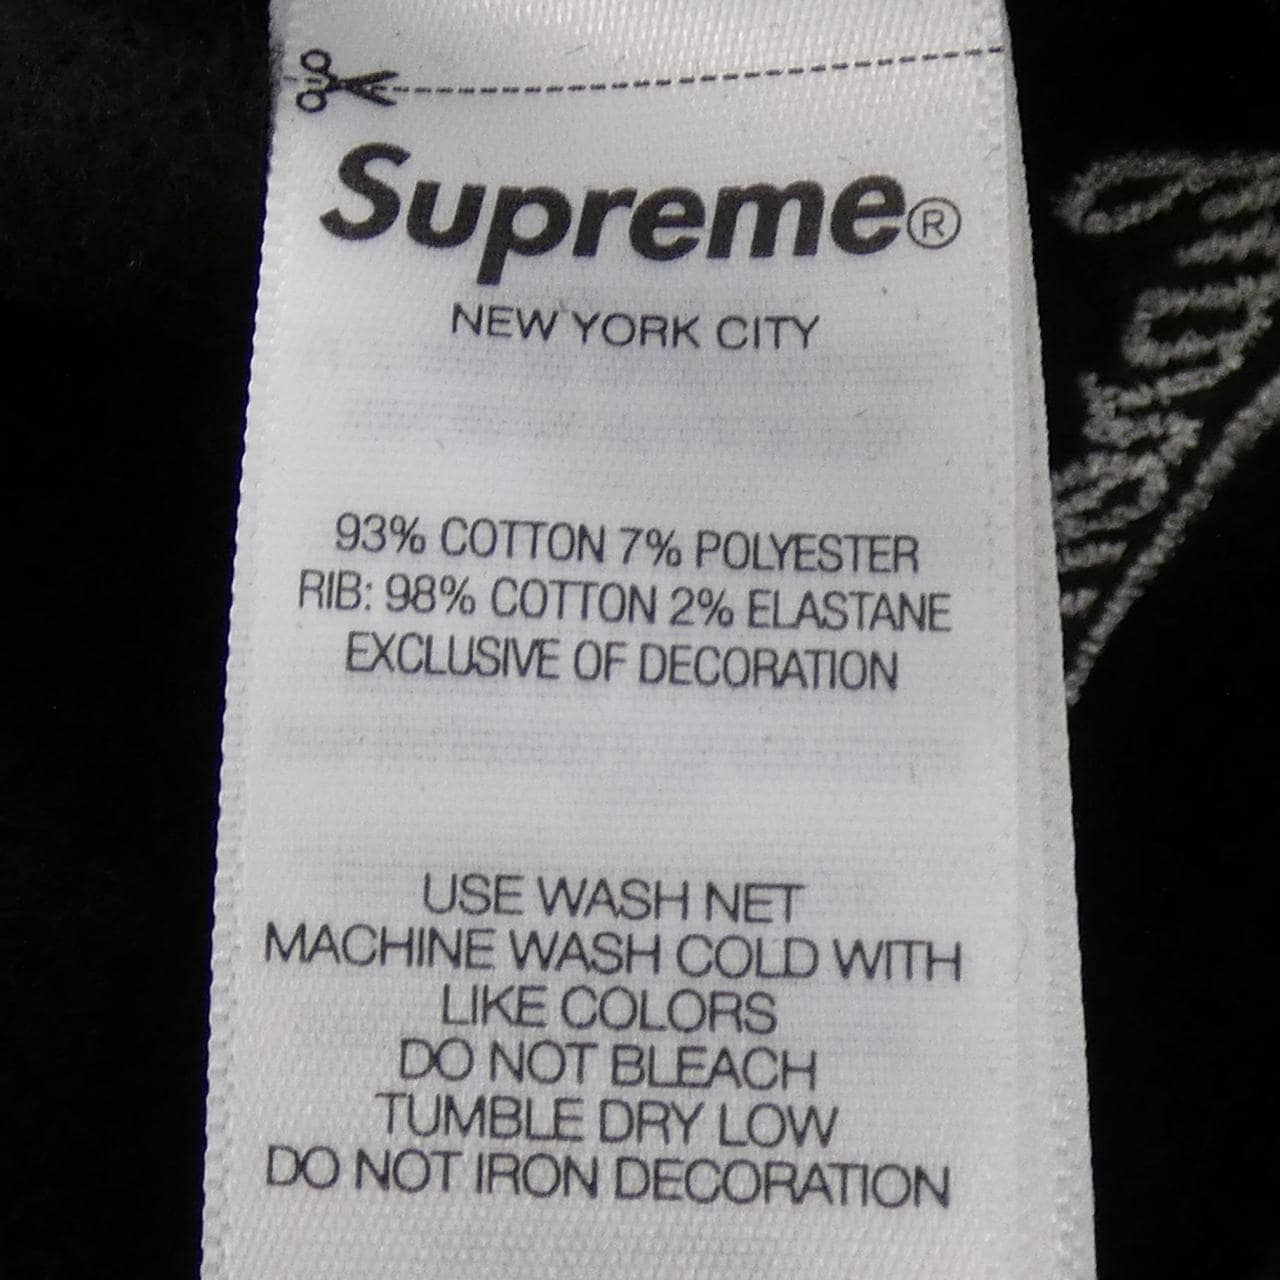 Supreme®
NEW YORK CITY
93% COTTON 7% POLYESTER
RIB: 98% COTTON 2% ELASTANE
EXCLUSIVE OF DECORATION
USE WASH NET
MACHINE WASH COLD WITH
LIKE COLORS
DO NOT BLEACH
TUMBLE DRY LOW
DO NOT IRON DECORATION